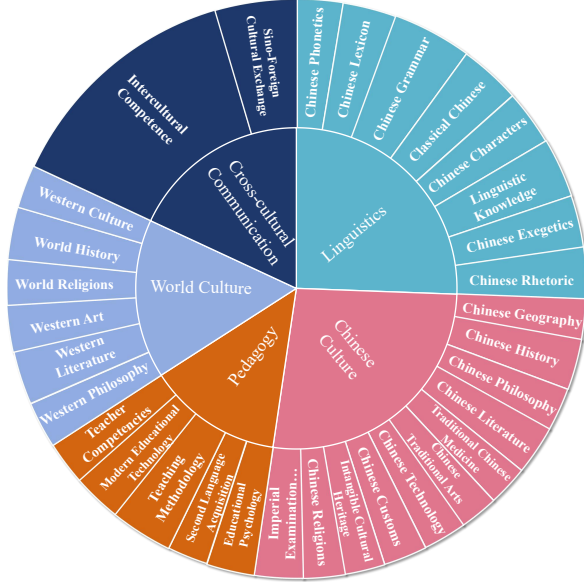 Linguistics
Chinese Phonetics
Chinese Lexicon
Chinese Grammar
Classical Chinese
Chinese Characters
Linguistic
Knowledge
Chinese Exegetics
Chinese Rhetoric
Chinese
Culture
Chinese Geography
Chinese History
Chinese Philosophy
Chinese Literature
Traditional Chinese
Medicine
Chinese
Traditional Arts
Chinese Technology
Chinese Customs
Intangible Cultural
Heritage
Chinese Religions
Imperial
Examination...
Pedagogy
Educational
Psychology
Second Language
Acquisition
Teaching
Methodology
Modern Educational
Technology
Teacher
Competencies
World Culture
Western Philosophy
Western
Literature
Western Art
World Religions
World History
Western Culture
Cross-cultural
Communication
Intercultural
Competence
Sino-Foreign
Cultural Exchange